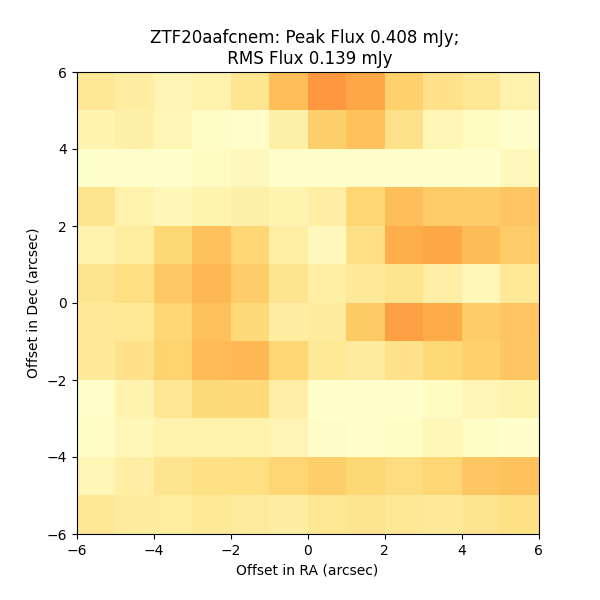 ZTF20aafcnem: Peak Flux 0.408 mJy;
RMS Flux 0.139 mJy
6
4
2
0
−2
−4
−6
Offset in Dec (arcsec)
−6 −4 −2 0 2 4 6
Offset in RA (arcsec)